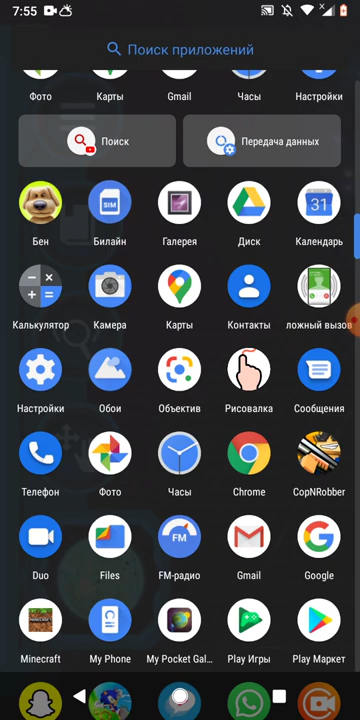 7:55
Поиск приложений
Фото Карты Gmail Часы Настройки
Поиск Передача данных
SIM 31
Бен Билайн Галерея Диск Календарь
Калькулятор Камера Карты Контакты ложный вызов
Настройки Обои Объектив Рисовалка Сообщения
Телефон Фото Часы Chrome CopNRobber
FM
Duo Files FM-радио Gmail Google
Minecraft My Phone My Pocket Gal... Play Игры Play Маркет